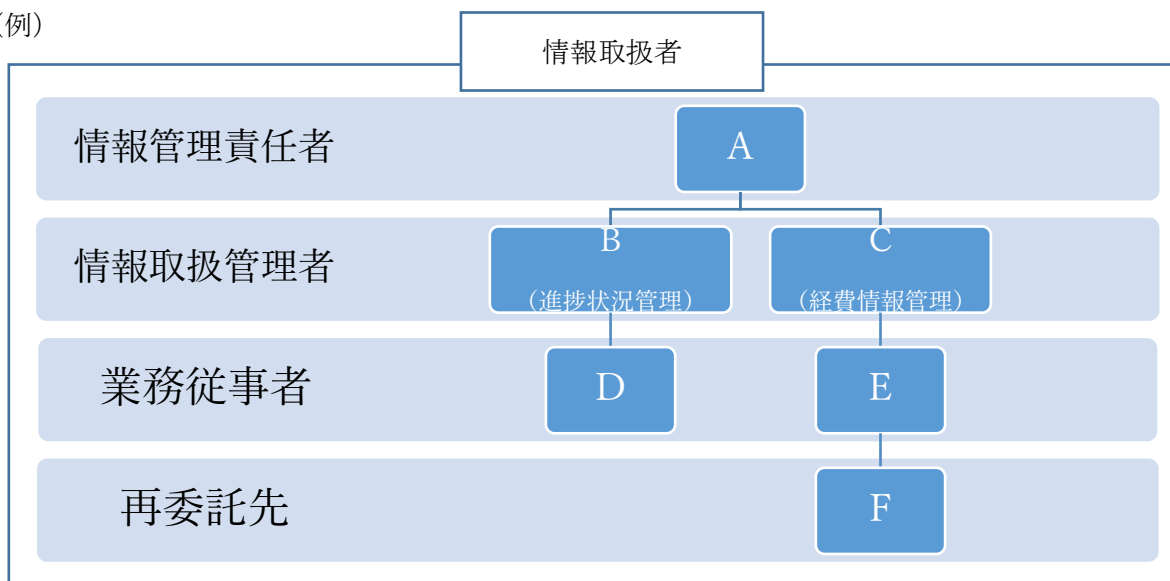 （例）
情報取扱者
情報管理責任者
A
情報取扱管理者
B
（進捗状況管理）
C
（経費情報管理）
業務従事者
D
E
再委託先
F